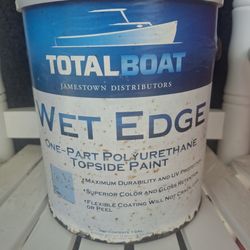 TOTALBOAT
JAMESTOWN DISTRIBUTORS
WET EDGE
ONE-PART POLYURETHANE
TOPSIDE PAINT
•MAXIMUM DURABILITY AND UV PROTECTION
•SUPERIOR COLOR AND GLOSS RETENTION
•FLEXIBLE COATING WILL NOT CRACK
OR PEEL